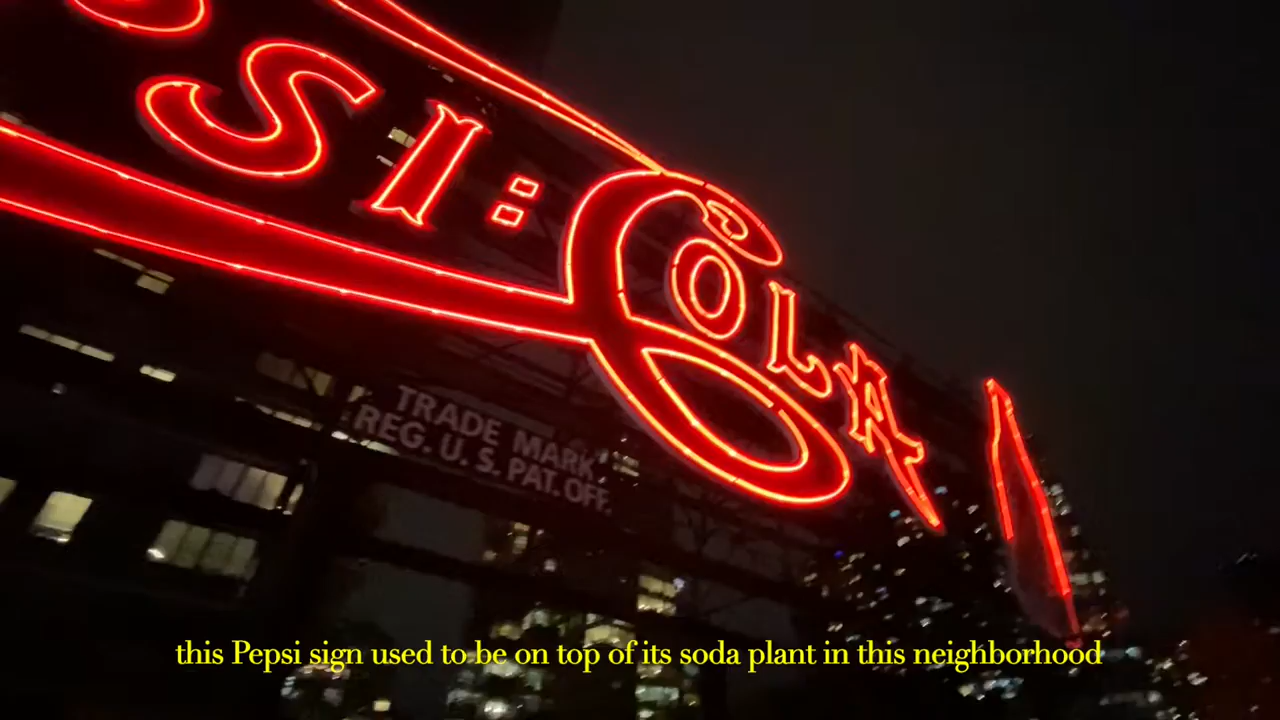 SI:
COLA
TRADE MARK
REG. U. S. PAT. OFF.
this Pepsi sign used to be on top of its soda plant in this neighborhood